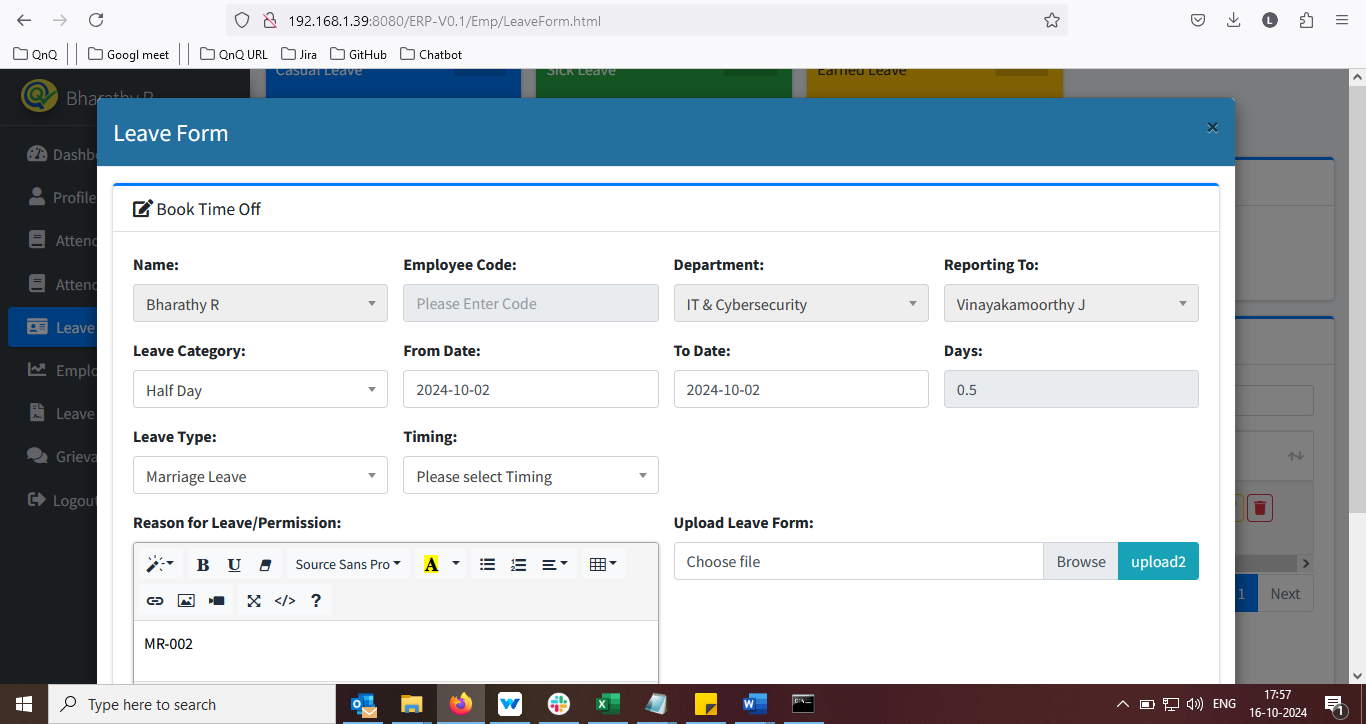 192.168.1.39:8080/ERP-V0.1/Emp/LeaveForm.html
L
QnQ Googl meet QnQ URL Jira GitHub Chatbot
Casual Leave Sick Leave Earned Leave
Bharathy R
Leave Form ×
Dashb
Book Time Off
Profile
Attend
Attend
Leave
Emplo
Leave
Grieva
Logout
Name: Employee Code: Department: Reporting To:
Bharathy R Please Enter Code IT & Cybersecurity Vinayakamoorthy J
Leave Category: From Date: To Date: Days:
Half Day 2024-10-02 2024-10-02 0.5
Leave Type: Timing:
Marriage Leave Please select Timing
Reason for Leave/Permission: Upload Leave Form:
B U Source Sans Pro A
Choose file Browse upload2
</> ?
1 Next
MR-002
Type here to search
ENG 17:57
16-10-2024
1